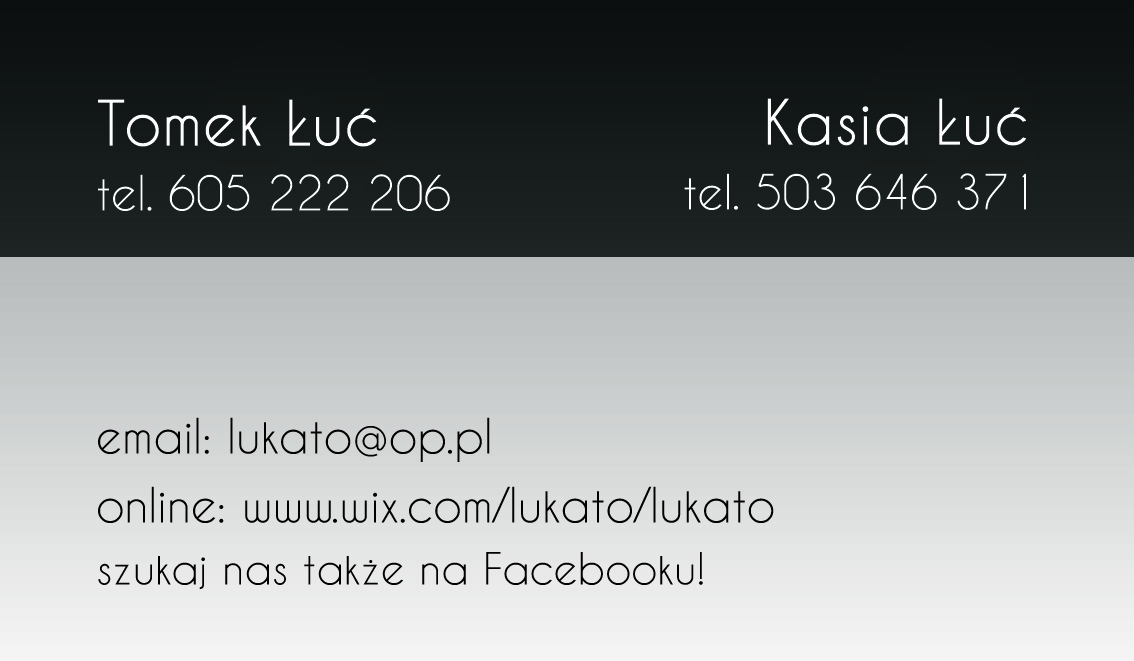 Tomek Łuć
tel. 605 222 206
Kasia Łuć
tel. 503 646 371
email: lukato@op.pl
online: www.wix.com/lukato/lukato
szukaj nas także na Facebooku!